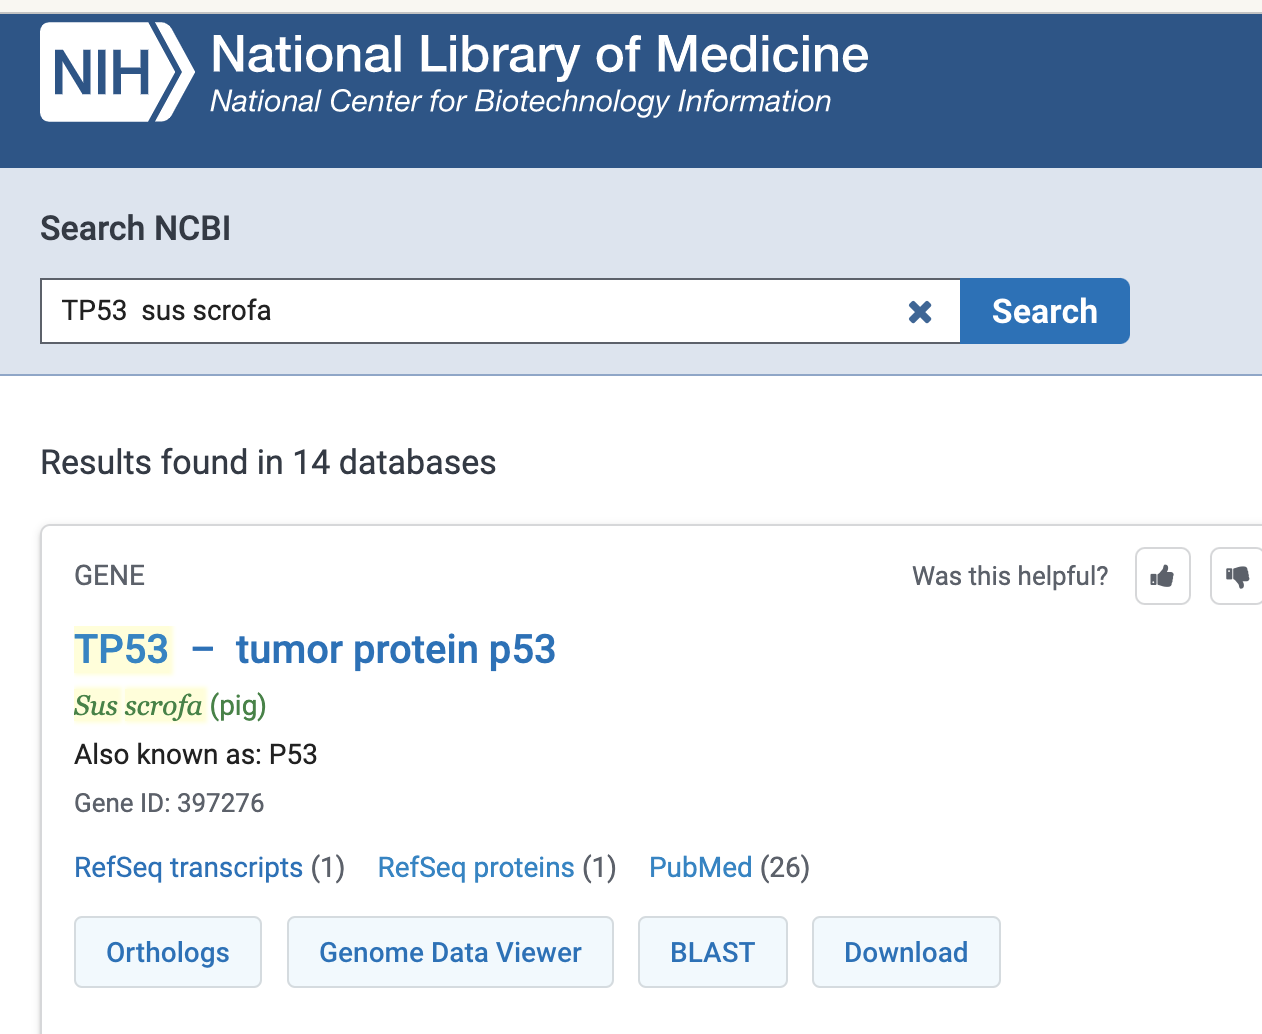 NIH
National Library of Medicine
National Center for Biotechnology Information
Search NCBI
TP53  sus scrofa
Search
Results found in 14 databases
GENE
Was this helpful?
TP53 – tumor protein p53
Sus scrofa (pig)
Also known as: P53
Gene ID: 397276
RefSeq transcripts (1) RefSeq proteins (1) PubMed (26)
Orthologs Genome Data Viewer BLAST Download